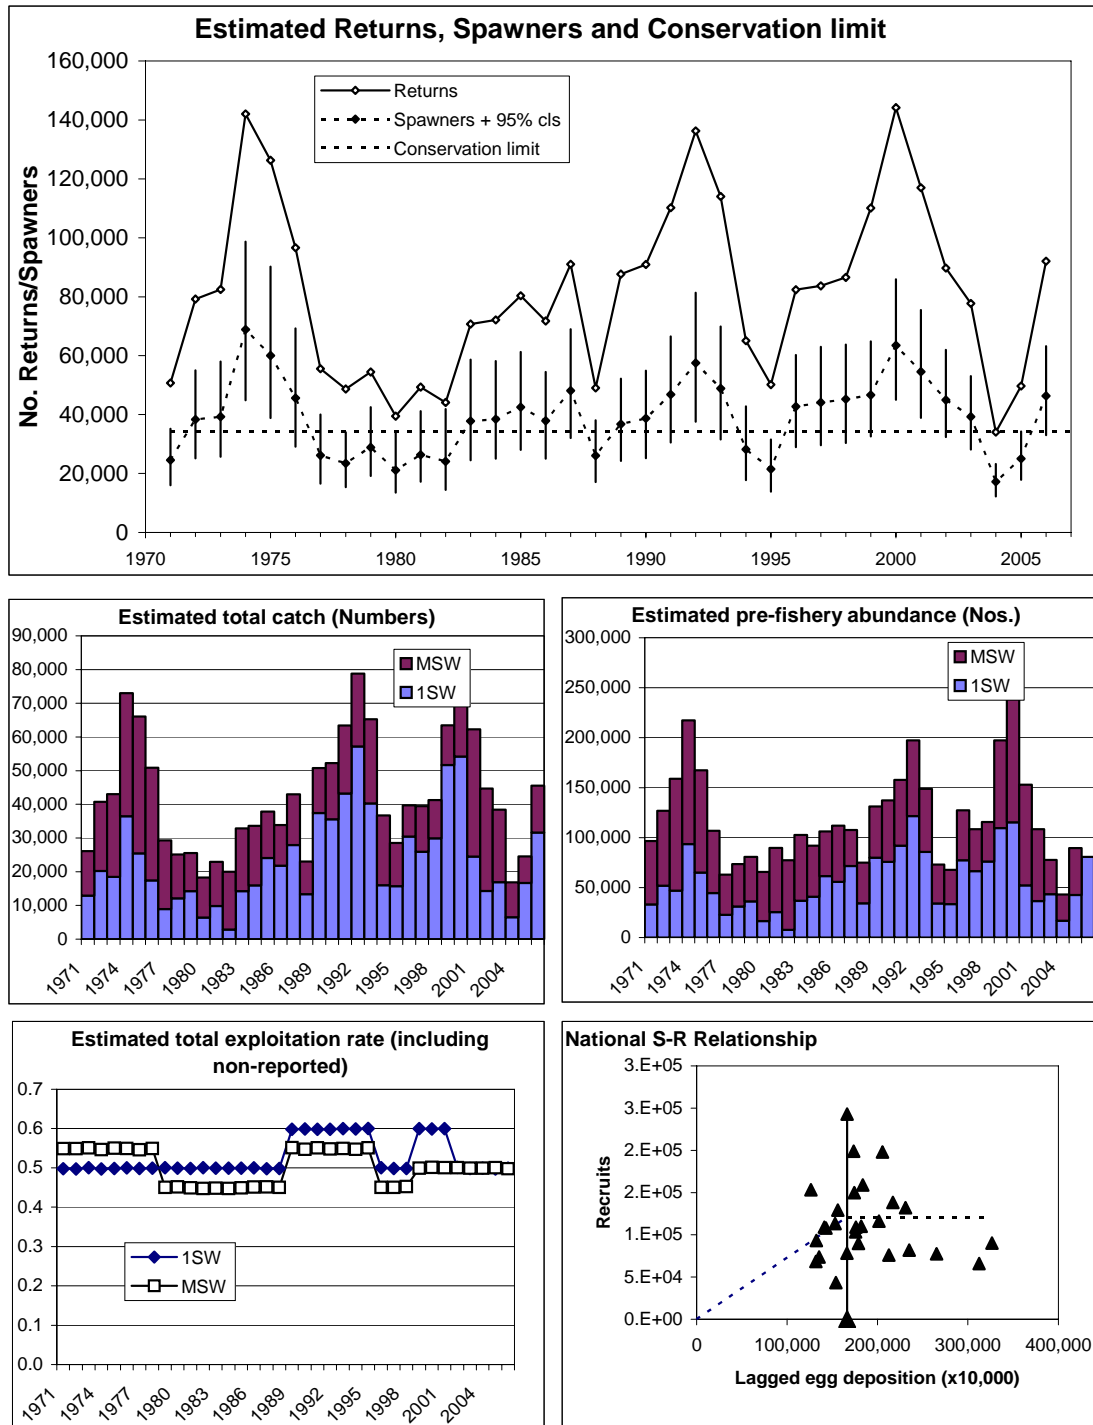 Estimated Returns, Spawners and Conservation limit
No. Returns/Spawners
160,000
140,000
120,000
100,000
80,000
60,000
40,000
20,000
0
Returns
Spawners + 95% cls
Conservation limit
1970 1975 1980 1985 1990 1995 2000 2005
Estimated total catch (Numbers)
90,000
80,000
70,000
60,000
50,000
40,000
30,000
20,000
10,000
0
MSW
1SW
1971 1974 1977 1980 1983 1986 1989 1992 1995 1998 2001 2004
Estimated pre-fishery abundance (Nos.)
300,000
250,000
200,000
150,000
100,000
50,000
0
MSW
1SW
1971 1974 1977 1980 1983 1986 1989 1992 1995 1998 2001 2004
Estimated total exploitation rate (including
non-reported)
0.7
0.6
0.5
0.4
0.3
0.2
0.1
0.0
1SW
MSW
1971 1974 1977 1980 1983 1986 1989 1992 1995 1998 2001 2004
National S-R Relationship
Recruits
3.E+05
3.E+05
2.E+05
2.E+05
1.E+05
5.E+04
0.E+00
0 100,000 200,000 300,000 400,000
Lagged egg deposition (x10,000)